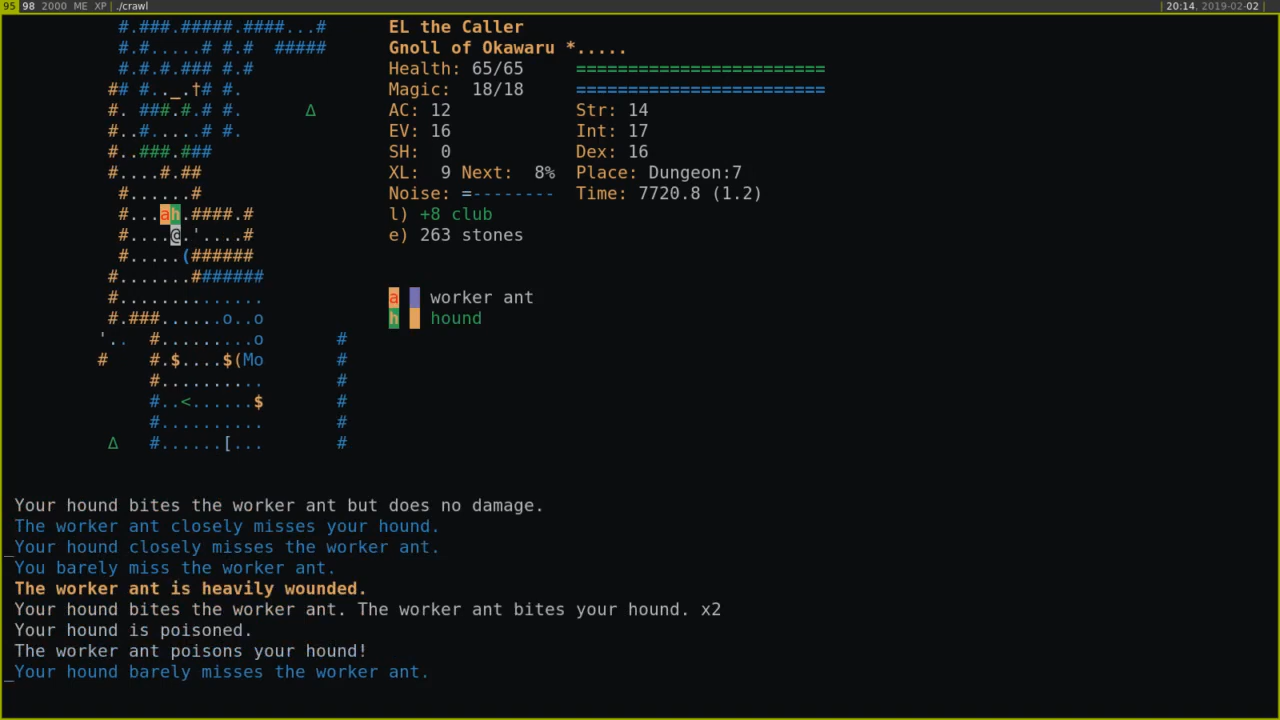 95 98 2000 ME XP | ./crawl | 20:14. 2019-02-02 |
#.###.#####.####...#
#.#.....# #.# #####
#.#.#.### #.#
## #.._.†# #.
#. ###.#.# #. Δ
#..#.....# #.
#..###.###
#....#.##
#......#
#...ah.####.#
#....@.'....#
#.....(######
#.......#######
#..............
#.###......o..o
'.. #.........o #
# #.$....$(Mo #
#.......... #
#..<......$ #
#.......... #
Δ #......[... #
EL the Caller
Gnoll of Okawaru *.....
Health: 65/65 ========================
Magic: 18/18 ========================
AC: 12 Str: 14
EV: 16 Int: 17
SH: 0 Dex: 16
XL: 9 Next: 8% Place: Dungeon:7
Noise: =-------- Time: 7720.8 (1.2)
l) +8 club
e) 263 stones
a worker ant
h hound
Your hound bites the worker ant but does no damage.
The worker ant closely misses your hound.
_Your hound closely misses the worker ant.
You barely miss the worker ant.
The worker ant is heavily wounded.
Your hound bites the worker ant. The worker ant bites your hound. x2
Your hound is poisoned.
The worker ant poisons your hound!
_Your hound barely misses the worker ant.